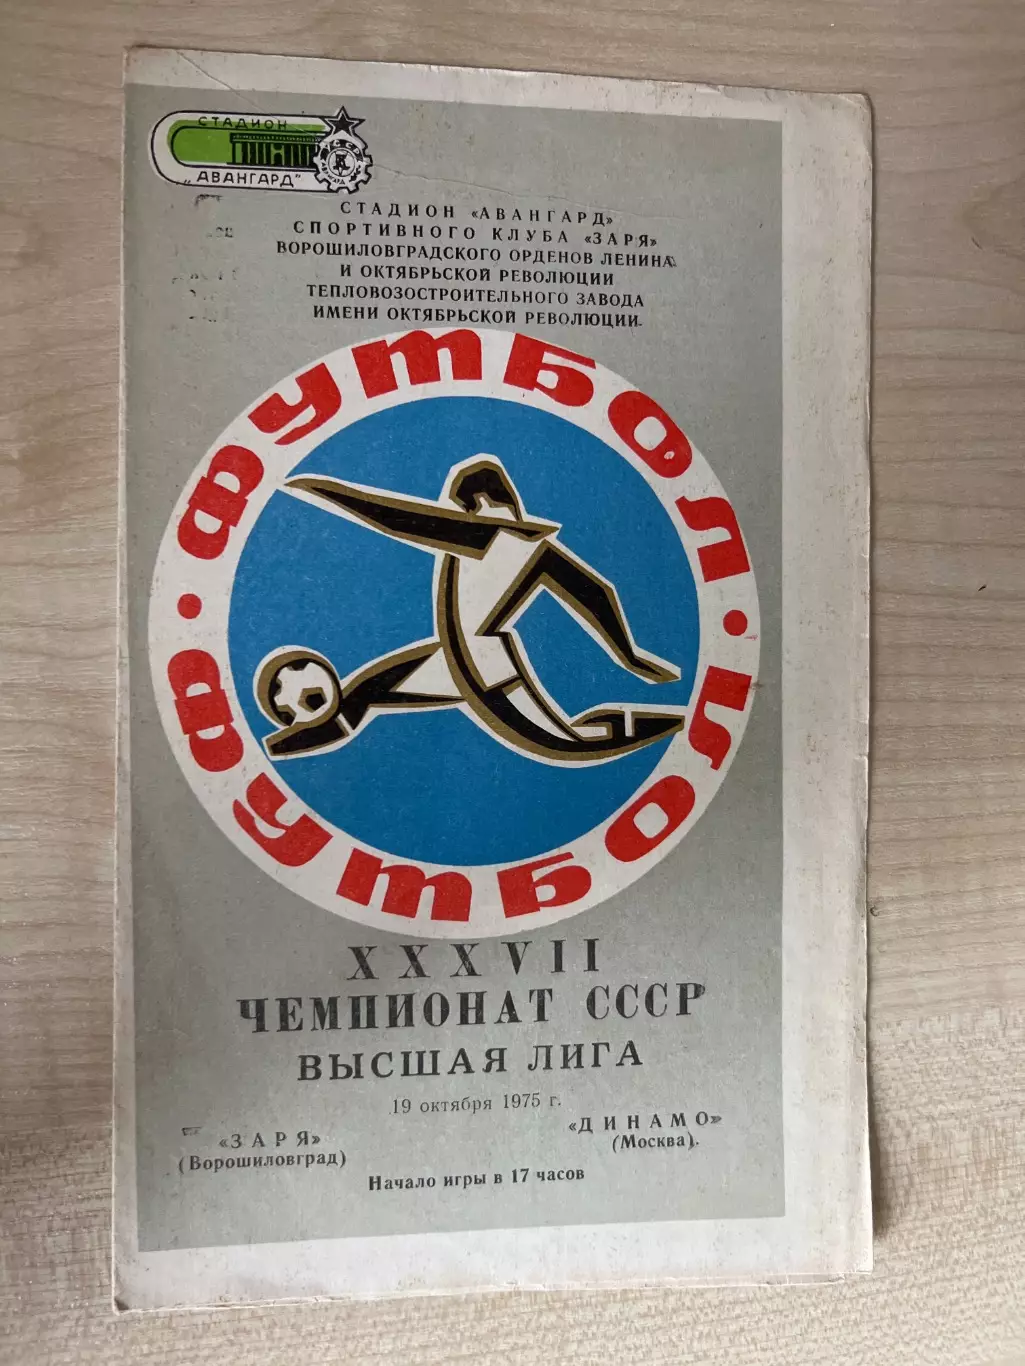 СТАДИОН
„АВАНГАРД"
СТАДИОН «АВАНГАРД»
СПОРТИВНОГО КЛУБА «ЗАРЯ»
ВОРОШИЛОВГРАДСКОГО ОРДЕНОВ ЛЕНИНА
И ОКТЯБРЬСКОЙ РЕВОЛЮЦИИ
ТЕПЛОВОЗОСТРОИТЕЛЬНОГО ЗАВОДА
ИМЕНИ ОКТЯБРЬСКОЙ РЕВОЛЮЦИИ.
ФУТБОЛ • ФУТБОЛ •
XXXVII
ЧЕМПИОНАТ СССР
ВЫСШАЯ ЛИГА
19 октября 1975 г.
«ЗАРЯ»
(Ворошиловград)
«ДИНАМО»
(Москва).
Начало игры в 17 часов